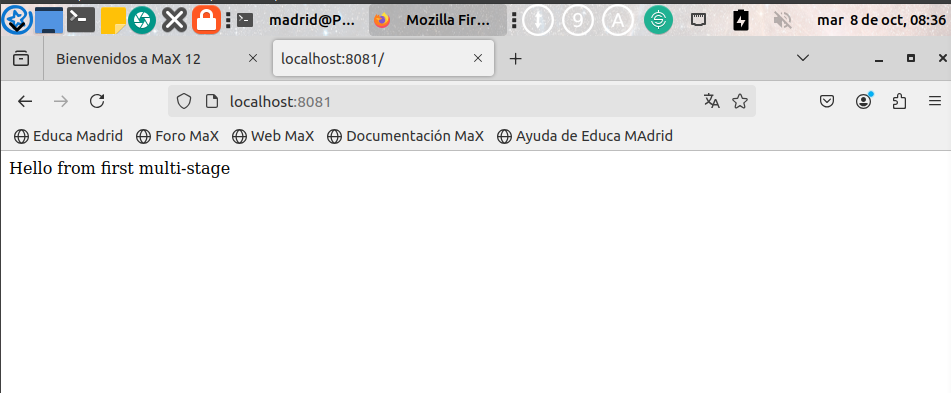 madrid@P... Mozilla Fir... mar 8 de oct, 08:36
Bienvenidos a MaX 12 localhost:8081/
localhost:8081
Educa Madrid Foro MaX Web MaX Documentación MaX Ayuda de Educa MAdrid
Hello from first multi-stage